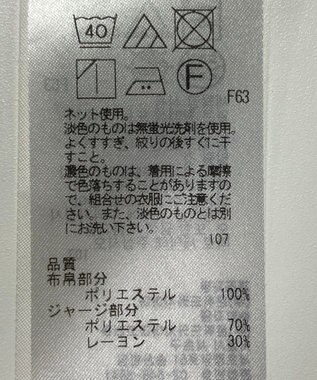 40
F
F63
ネット使用。
淡色のものは無蛍光洗剤を使用。
よくすすぎ、絞りの後すぐに干
すこと。
濃色のものは、着用による摩擦
で色落ちすることがありますの
で、組合せの衣服にご注意くださ
い。また、淡色のものとは別
にお洗い下さい。
107
品質
布帛部分
ポリエステル 100%
ジャージ部分
ポリエステル 70%
レーヨン 30%